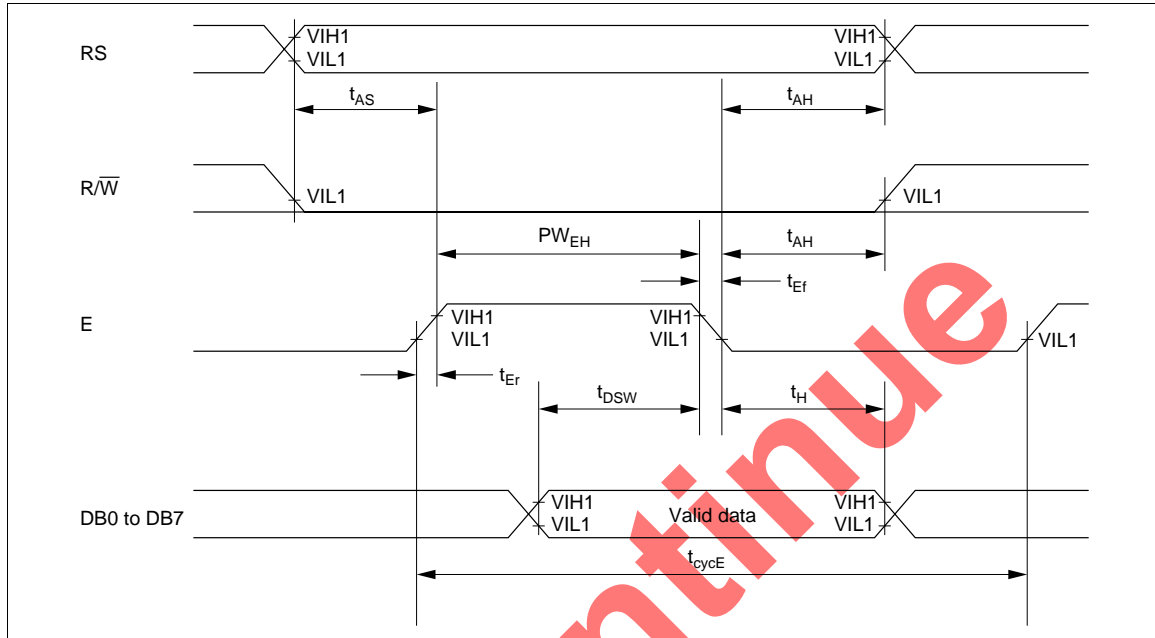 RS
VIH1
VIL1
VIH1
VIL1
tAS
tAH
R/W̅
VIL1
VIL1
PWEH
tAH
tEf
E
VIH1
VIL1
VIH1
VIL1
VIL1
tEr
tDSW
tH
DB0 to DB7
VIH1
VIL1
Valid data
VIH1
VIL1
tcycE
ntinue